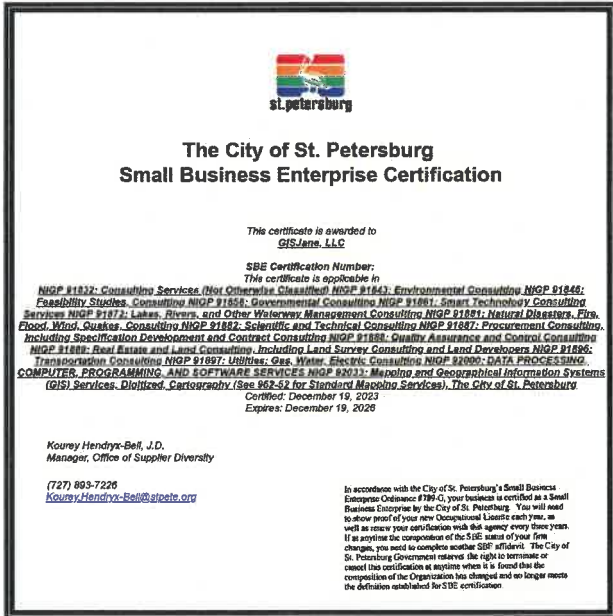 st.petersburg
The City of St. Petersburg
Small Business Enterprise Certification
This certificate is awarded to
GISJane, LLC
SBE Certification Number:
This certificate is applicable in
NIGP 91832: Consulting Services (Not Otherwise Classified) NIGP 91843: Environmental Consulting NIGP 91846:
Feasibility Studies, Consulting NIGP 91858: Governmental Consulting NIGP 91861: Smart Technology Consulting
Services NIGP 91872: Lakes, Rivers, and Other Waterway Management Consulting NIGP 91881: Natural Disasters, Fire,
Flood, Wind, Quakes, Consulting NIGP 91882: Scientific and Technical Consulting NIGP 91887: Procurement Consulting,
Including Specification Development and Contract Consulting NIGP 91888: Quality Assurance and Control Consulting
NIGP 91889: Real Estate and Land Consulting, Including Land Survey Consulting and Land Developers NIGP 91896:
Transportation Consulting NIGP 91897: Utilities: Gas, Water, Electric Consulting NIGP 92000: DATA PROCESSING,
COMPUTER, PROGRAMMING, AND SOFTWARE SERVICES NIGP 92033: Mapping and Geographical Information Systems
(GIS) Services, Digitized, Cartography (See 962-52 for Standard Mapping Services), The City of St. Petersburg
Certified: December 19, 2023
Expires: December 19, 2026
Kourey Hendryx-Bell, J.D.
Manager, Office of Supplier Diversity
(727) 893-7226
Kourey.Hendryx-Bell@stpete.org
In accordance with the City of St. Petersburg's Small Business
Enterprise Ordinance #789-G, your business is certified as a Small
Business Enterprise by the City of St. Petersburg. You will need
to show proof of your new Occupational License each year, as
well as renew your certification with this agency every three years.
If at anytime the composition of the SBE status of your firm
changes, you need to complete another SBE affidavit. The City of
St. Petersburg Government reserves the right to terminate or
cancel this certification at anytime when it is found that the
composition of the Organization has changed and no longer meets
the definition established for SBE certification.